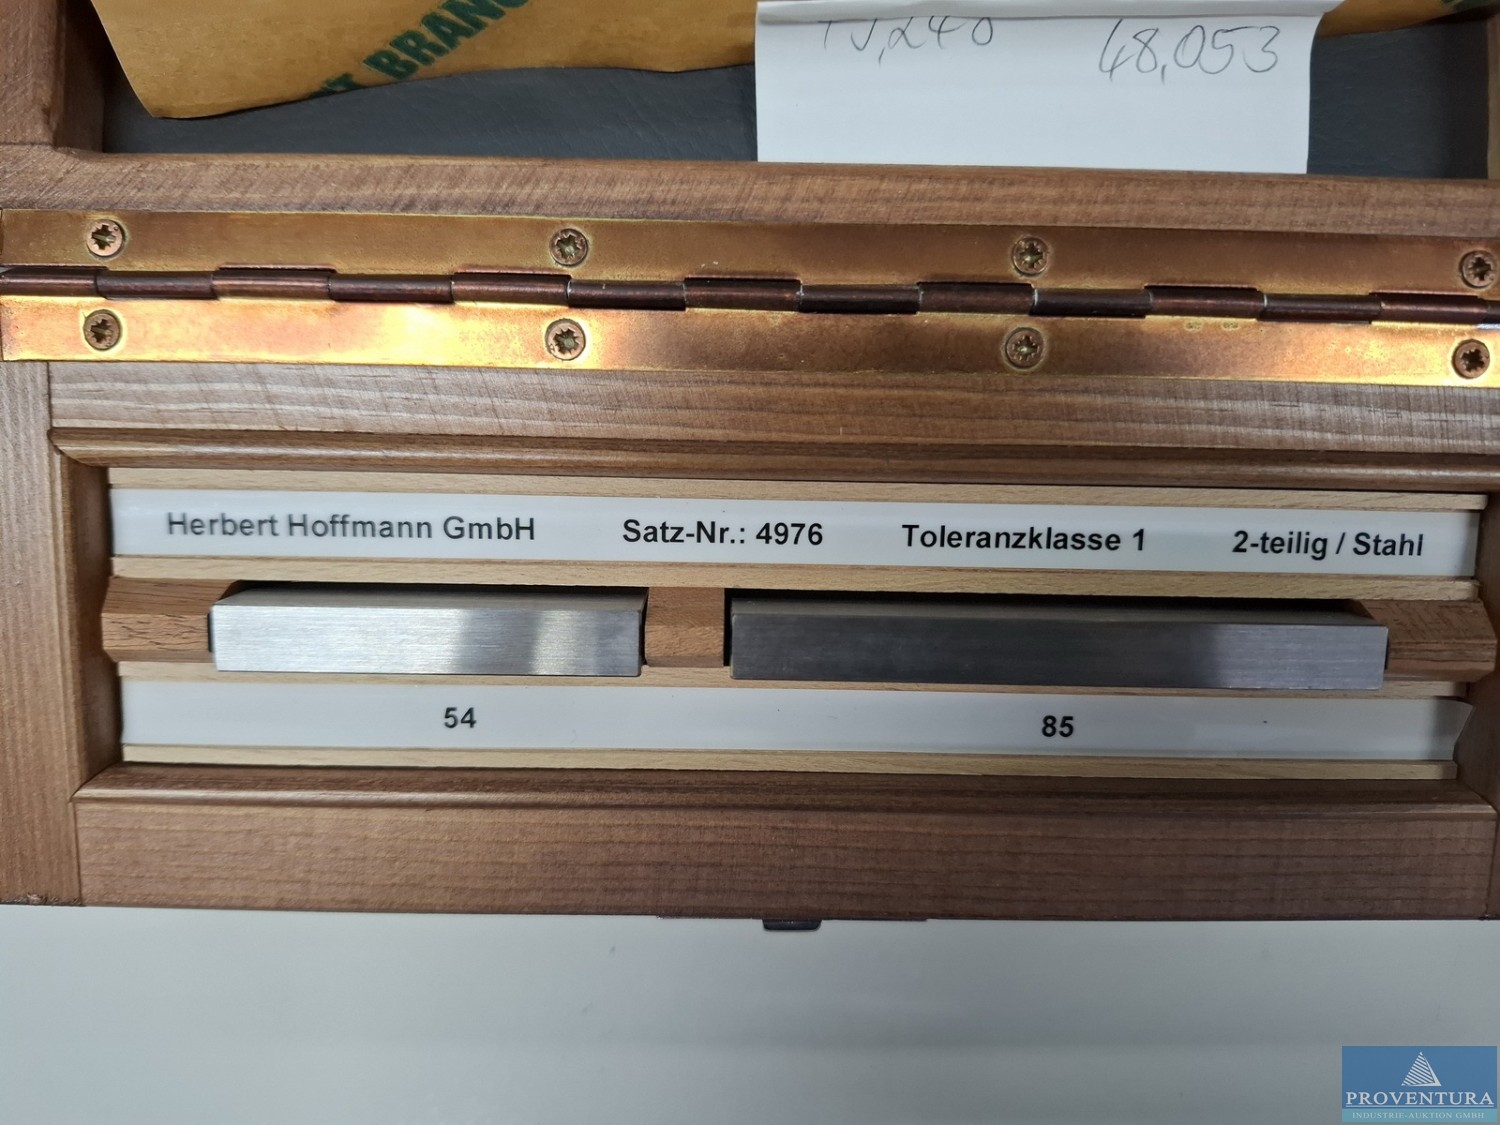 BRAN
48,053
Herbert Hoffmann GmbH Satz-Nr.: 4976 Toleranzklasse 1 2-teilig / Stahl
54 85
PROVENTURA
INDUSTRIE-AUKTION GMBH